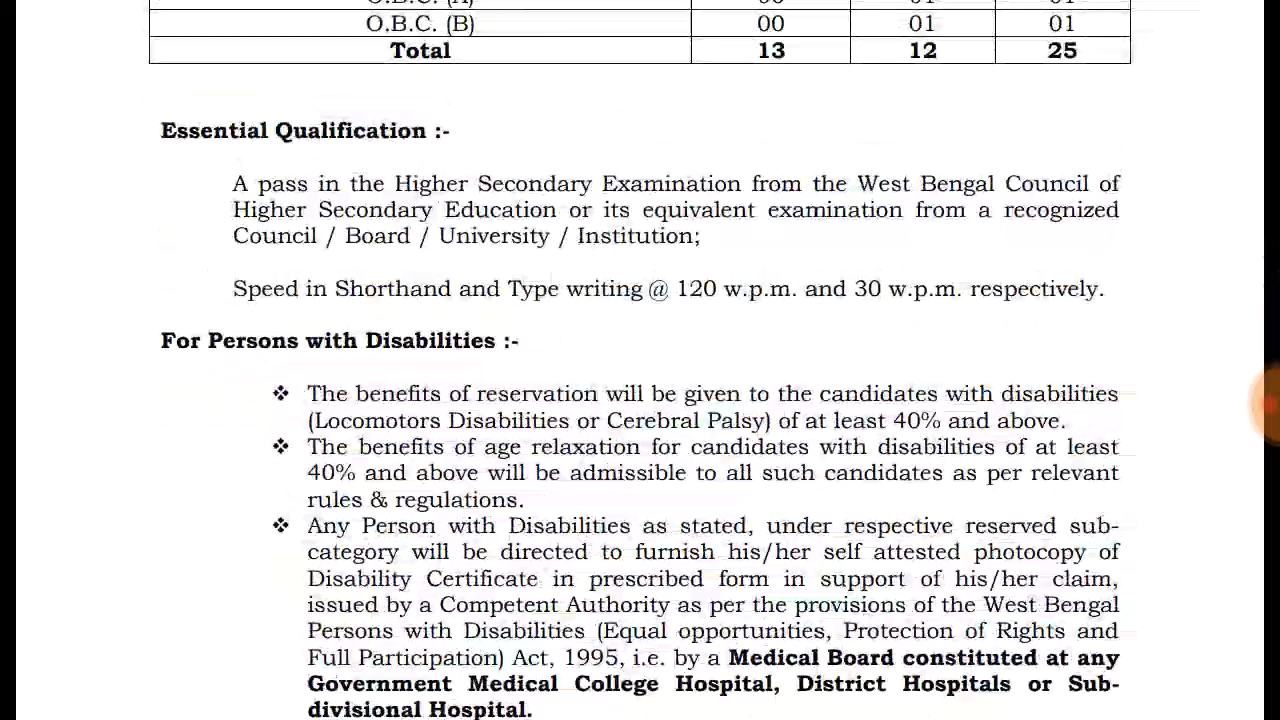 O.B.C. (A) 00 01 01
O.B.C. (B) 00 01 01
Total 13 12 25
Essential Qualification :-
A pass in the Higher Secondary Examination from the West Bengal Council of
Higher Secondary Education or its equivalent examination from a recognized
Council / Board / University / Institution;
Speed in Shorthand and Type writing @ 120 w.p.m. and 30 w.p.m. respectively.
For Persons with Disabilities :-
❖ The benefits of reservation will be given to the candidates with disabilities
(Locomotors Disabilities or Cerebral Palsy) of at least 40% and above.
❖ The benefits of age relaxation for candidates with disabilities of at least
40% and above will be admissible to all such candidates as per relevant
rules & regulations.
❖ Any Person with Disabilities as stated, under respective reserved sub-
category will be directed to furnish his/her self attested photocopy of
Disability Certificate in prescribed form in support of his/her claim,
issued by a Competent Authority as per the provisions of the West Bengal
Persons with Disabilities (Equal opportunities, Protection of Rights and
Full Participation) Act, 1995, i.e. by a Medical Board constituted at any
Government Medical College Hospital, District Hospitals or Sub-
divisional Hospital.